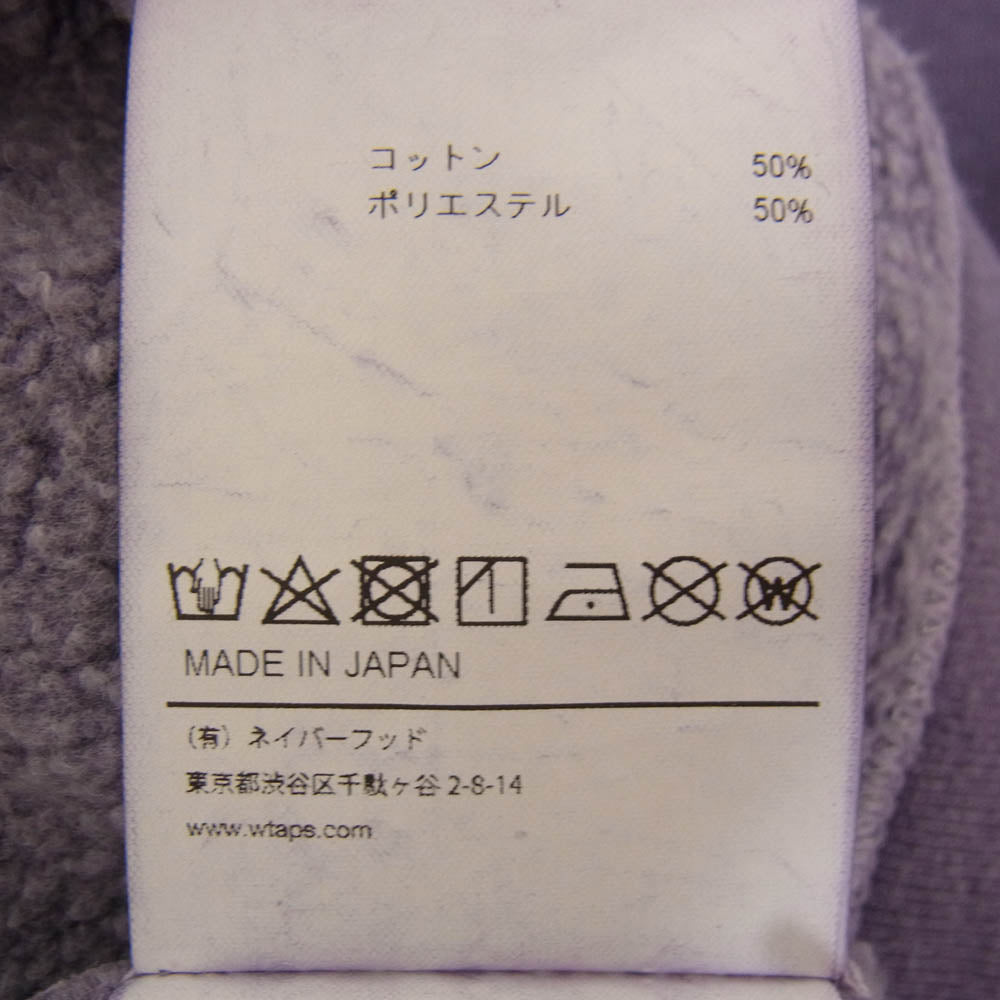 コットン 50%
ポリエステル 50%
W
MADE IN JAPAN
(有) ネイバーフッド
東京都渋谷区千駄ヶ谷 2-8-14
www.wtaps.com